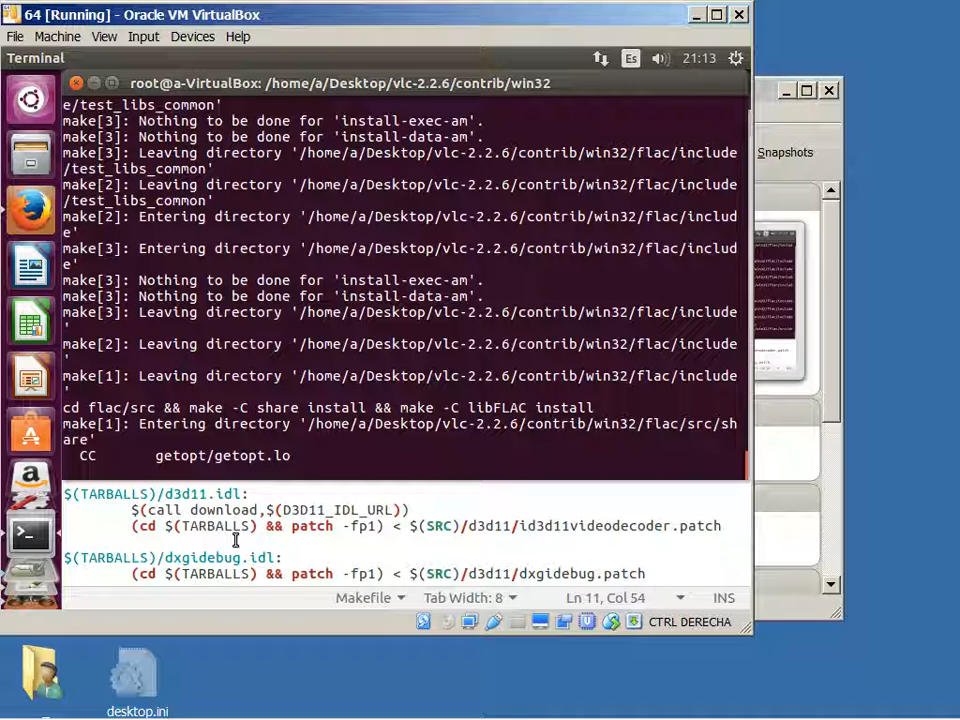 64 [Running] - Oracle VM VirtualBox
File Machine View Input Devices Help
Terminal
Es
21:13
root@a-VirtualBox: /home/a/Desktop/vlc-2.2.6/contrib/win32
e/test_libs_common'
make[3]: Nothing to be done for 'install-exec-am'.
make[3]: Nothing to be done for 'install-data-am'.
make[3]: Leaving directory '/home/a/Desktop/vlc-2.2.6/contrib/win32/flac/include
/test_libs_common'
make[2]: Leaving directory '/home/a/Desktop/vlc-2.2.6/contrib/win32/flac/include
/test_libs_common'
make[2]: Entering directory '/home/a/Desktop/vlc-2.2.6/contrib/win32/flac/includ
e'
make[3]: Entering directory '/home/a/Desktop/vlc-2.2.6/contrib/win32/flac/includ
e'
make[3]: Nothing to be done for 'install-exec-am'.
make[3]: Nothing to be done for 'install-data-am'.
make[3]: Leaving directory '/home/a/Desktop/vlc-2.2.6/contrib/win32/flac/include
'
make[2]: Leaving directory '/home/a/Desktop/vlc-2.2.6/contrib/win32/flac/include
'
make[1]: Leaving directory '/home/a/Desktop/vlc-2.2.6/contrib/win32/flac/include
'
cd flac/src && make -C share install && make -C libFLAC install
make[1]: Entering directory '/home/a/Desktop/vlc-2.2.6/contrib/win32/flac/src/sh
are'
CC getopt/getopt.lo
$(TARBALLS)/d3d11.idl:
$(call download,$(D3D11_IDL_URL))
(cd $(TARBALLS) && patch -fp1) < $(SRC)/d3d11/id3d11videodecoder.patch
$(TARBALLS)/dxgidebug.idl:
(cd $(TARBALLS) && patch -fp1) < $(SRC)/d3d11/dxgidebug.patch
Makefile Tab Width: 8 Ln 11, Col 54 INS
CTRL DERECHA
Snapshots
desktop.ini